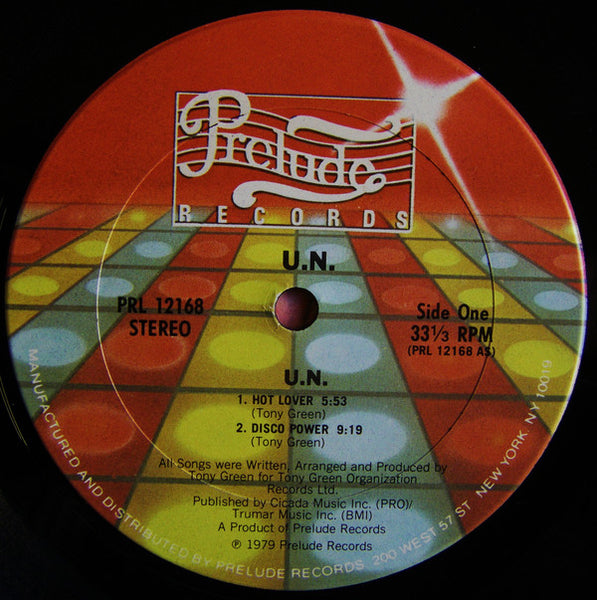 Prelude
RECORDS
U.N.
PRL 12168
STEREO
Side One
33⅓ RPM
(PRL 12168 AS)
U.N.
1. HOT LOVER 5:53
(Tony Green)
2. DISCO POWER 9:19
(Tony Green)
All Songs were Written, Arranged and Produced by
Tony Green for Tony Green Organization
Records Ltd.
Published by Cicada Music Inc. (PRO)/
Trumar Music Inc. (BMI)
A Product of Prelude Records
℗ 1979 Prelude Records
MANUFACTURED AND DISTRIBUTED BY PRELUDE RECORDS 200 WEST 57 ST NEW YORK NY 10019